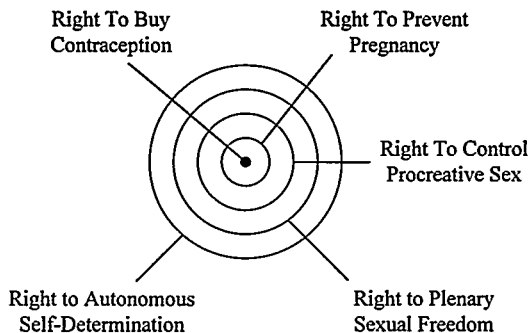 Right To Buy
Contraception
Right To Prevent
Pregnancy
Right To Control
Procreative Sex
Right to Autonomous
Self-Determination
Right to Plenary
Sexual Freedom